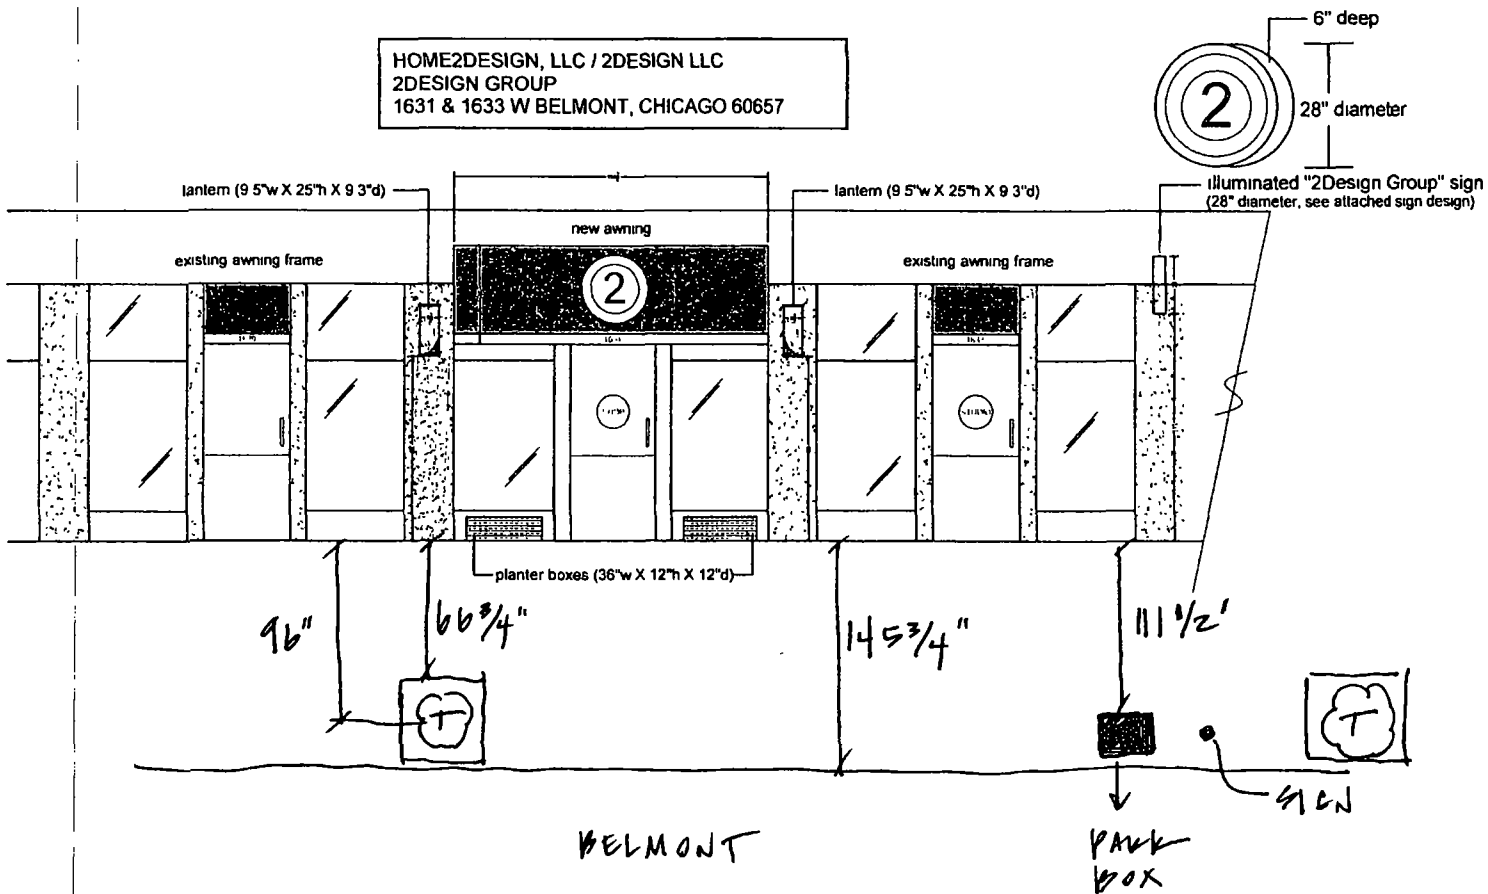 6" deep
HOME2DESIGN, LLC / 2DESIGN LLC
2DESIGN GROUP
1631 & 1633 W BELMONT, CHICAGO 60657
2
28" diameter
lantern (9 5"w X 25"h X 9 3"d)
lantern (9 5"w X 25"h X 9 3"d)
illuminated "2Design Group" sign
(28" diameter, see attached sign design)
new awning
existing awning frame
existing awning frame
2
STUDIO
planter boxes (36"w X 12"h X 12"d)
96"
66 3/4"
145 3/4"
111 1/2'
T
T
SIGN
BELMONT
PARK
BOX